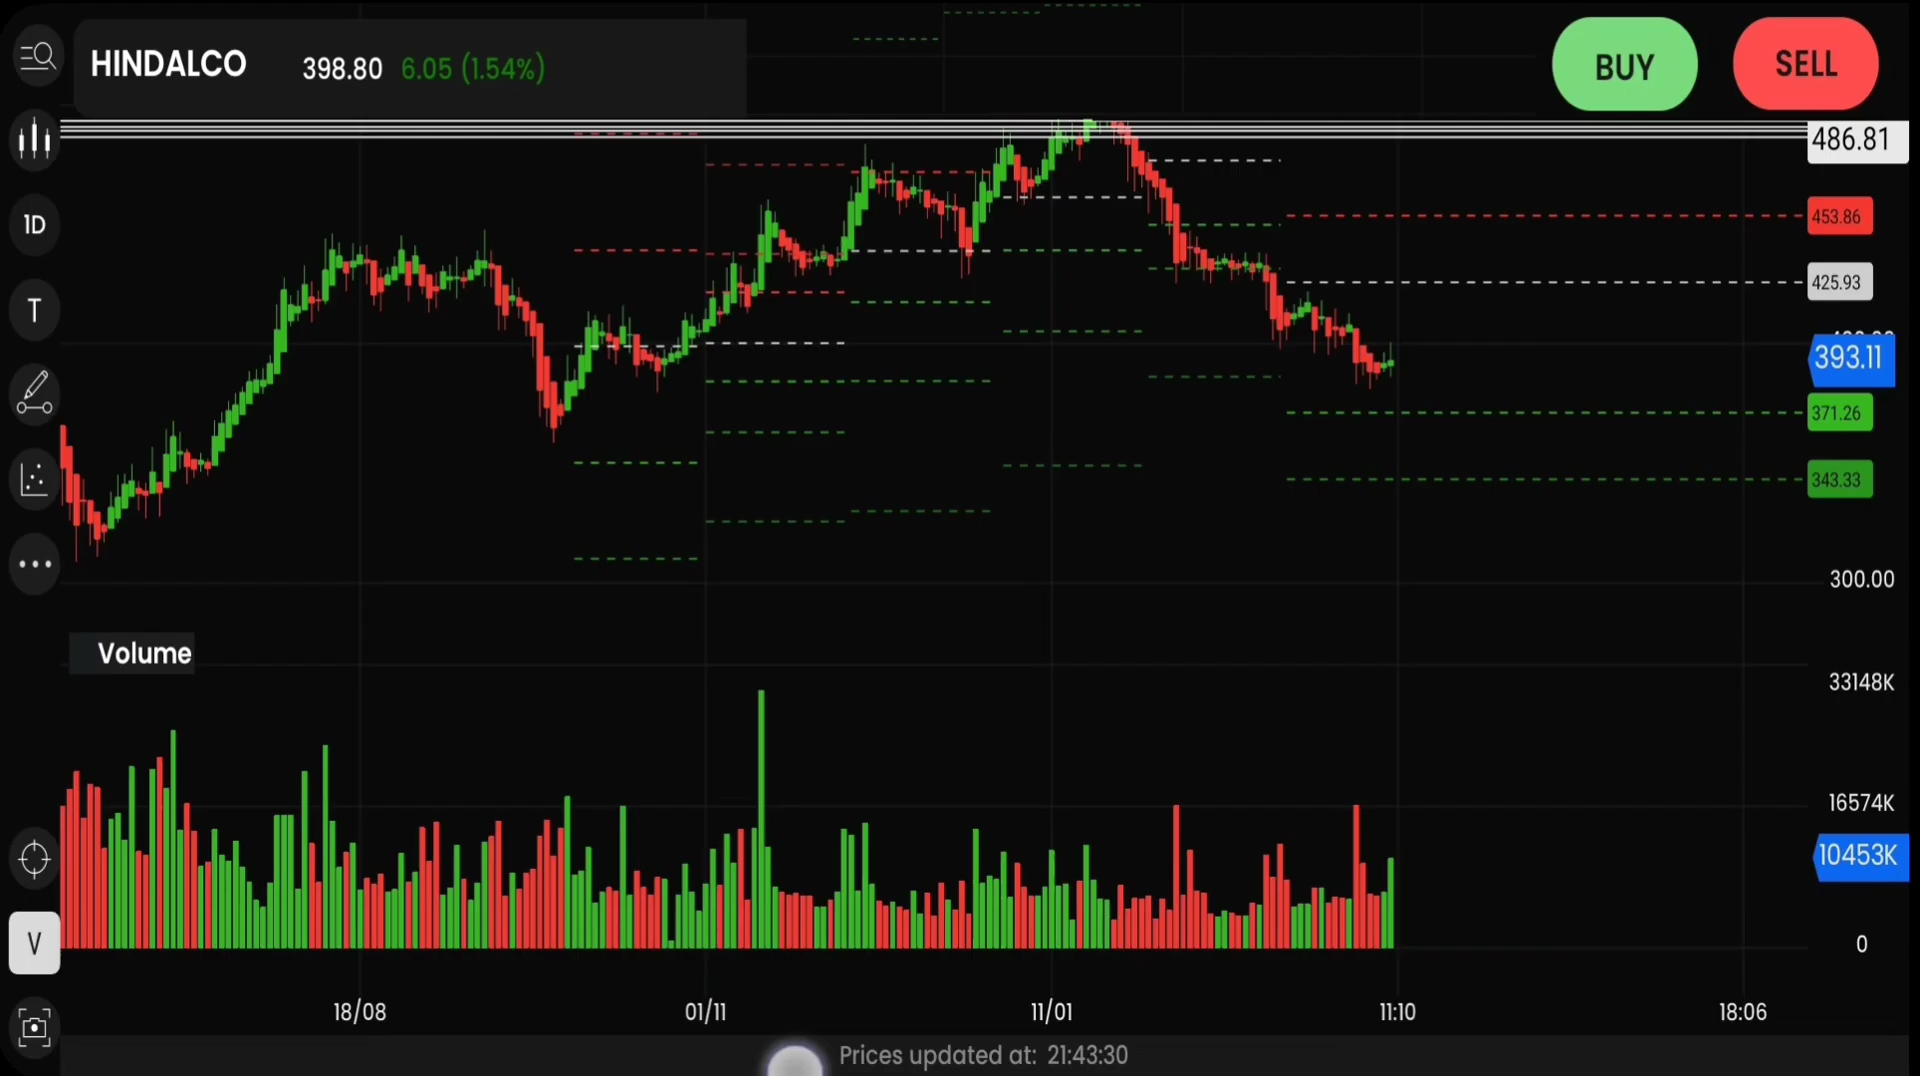 HINDALCO 398.80 6.05 (1.54%)
BUY
SELL
486.81
1D
453.86
T
425.93
393.11
371.26
343.33
300.00
Volume
33148K
16574K
10453K
V
0
18/08 01/11 11/01 11:10 18:06
Prices updated at: 21:43:30